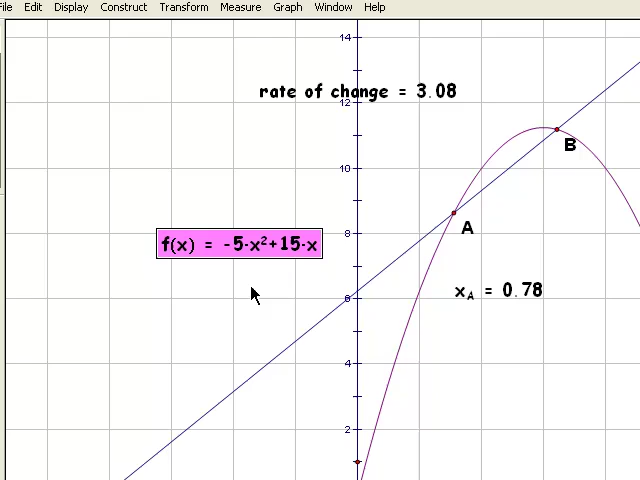 File Edit Display Construct Transform Measure Graph Window Help
14
rate of change = 3.08
12
10
B
A
f(x) = -5·x²+15·x
8
x_A = 0.78
6
4
2